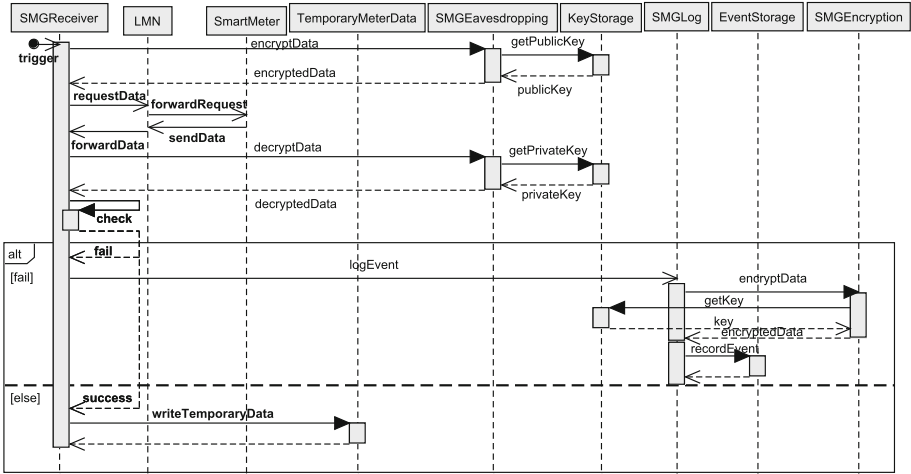 SMGReceiver
LMN
SmartMeter
TemporaryMeterData
SMGEavesdropping
KeyStorage
SMGLog
EventStorage
SMGEncryption
trigger
encryptData
getPublicKey
encryptedData
publicKey
requestData
forwardRequest
sendData
forwardData
decryptData
getPrivateKey
privateKey
decryptedData
check
alt
fail
logEvent
[fail]
encryptData
getKey
key
encryptedData
recordEvent
[else]
success
writeTemporaryData